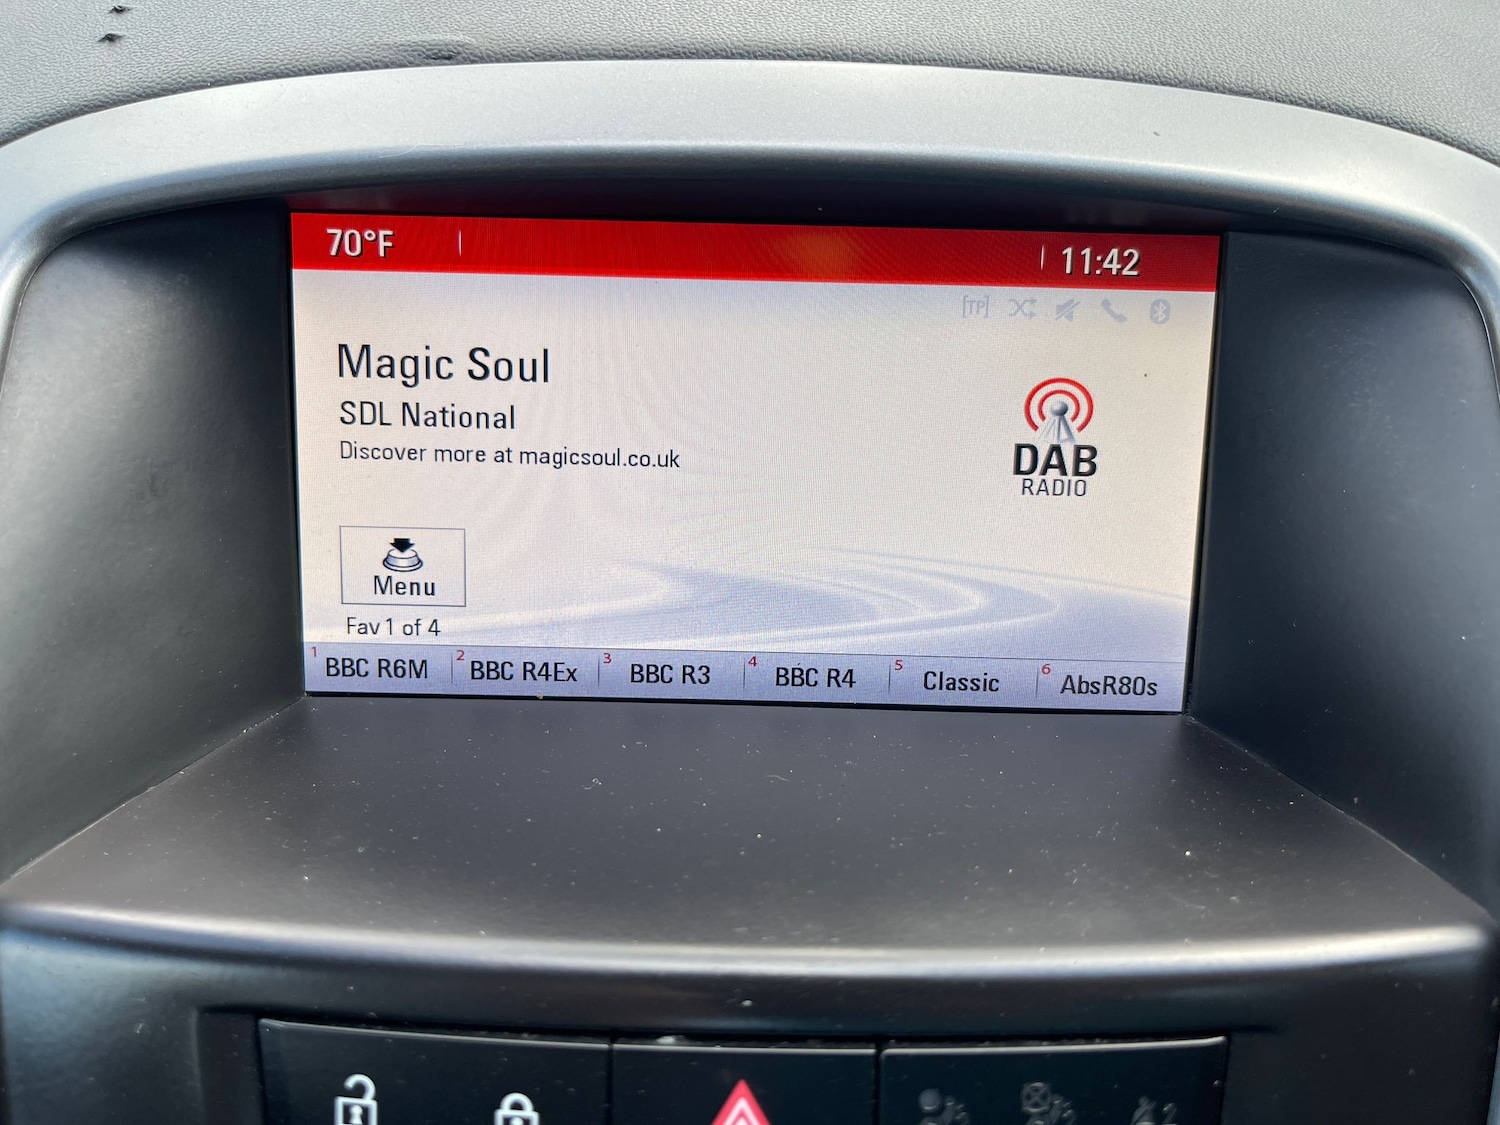 70°F 11:42
[TP]
Magic Soul
SDL National
Discover more at magicsoul.co.uk
DAB
RADIO
Menu
Fav 1 of 4
1 BBC R6M 2 BBC R4Ex 3 BBC R3 4 BBC R4 5 Classic 6 AbsR80s
2